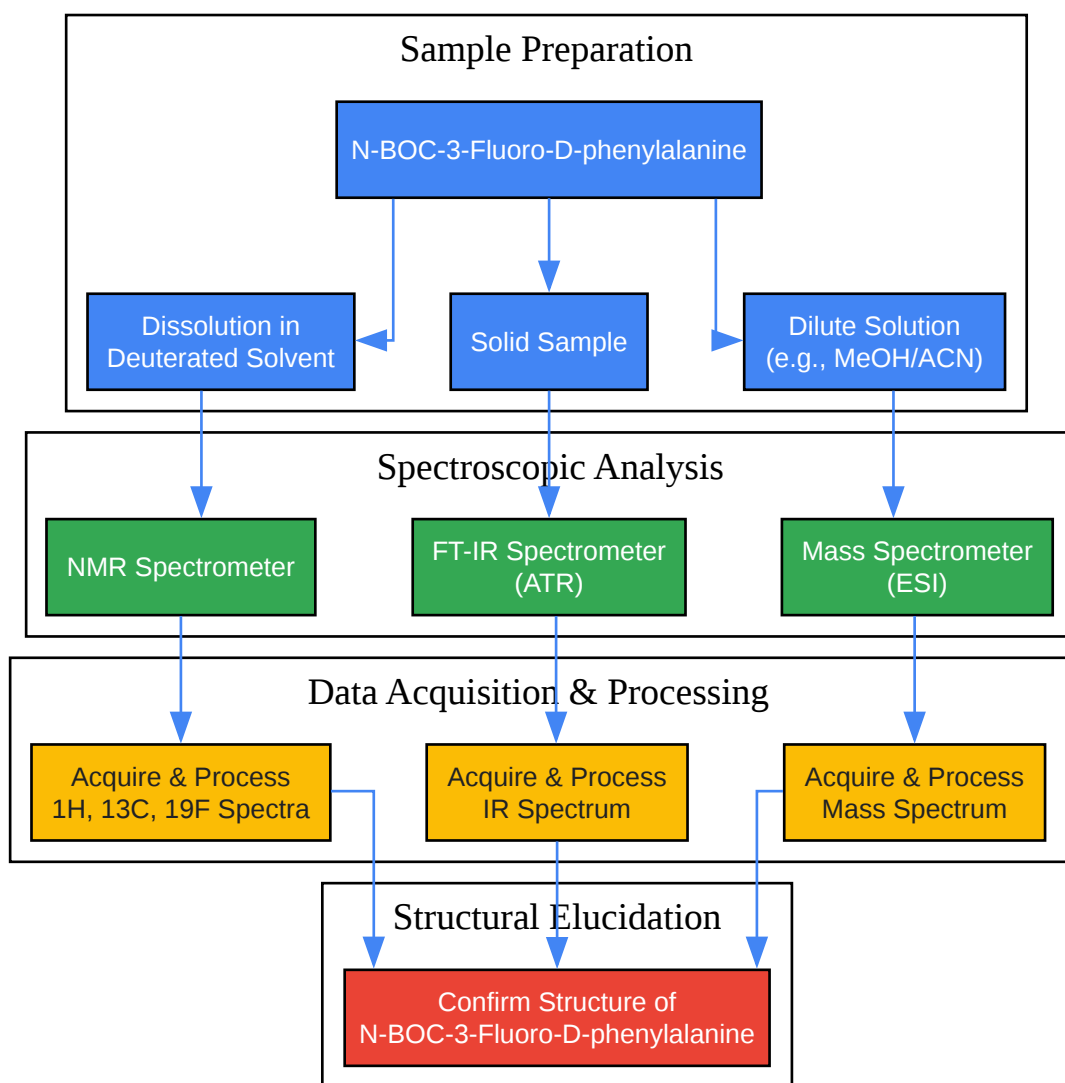 Sample Preparation
N-BOC-3-Fluoro-D-phenylalanine
Dissolution in
Deuterated Solvent
Solid Sample
Dilute Solution
(e.g., MeOH/ACN)
Spectroscopic Analysis
NMR Spectrometer
FT-IR Spectrometer
(ATR)
Mass Spectrometer
(ESI)
Data Acquisition & Processing
Acquire & Process
1H, 13C, 19F Spectra
Acquire & Process
IR Spectrum
Acquire & Process
Mass Spectrum
Structural Elucidation
Confirm Structure of
N-BOC-3-Fluoro-D-phenylalanine